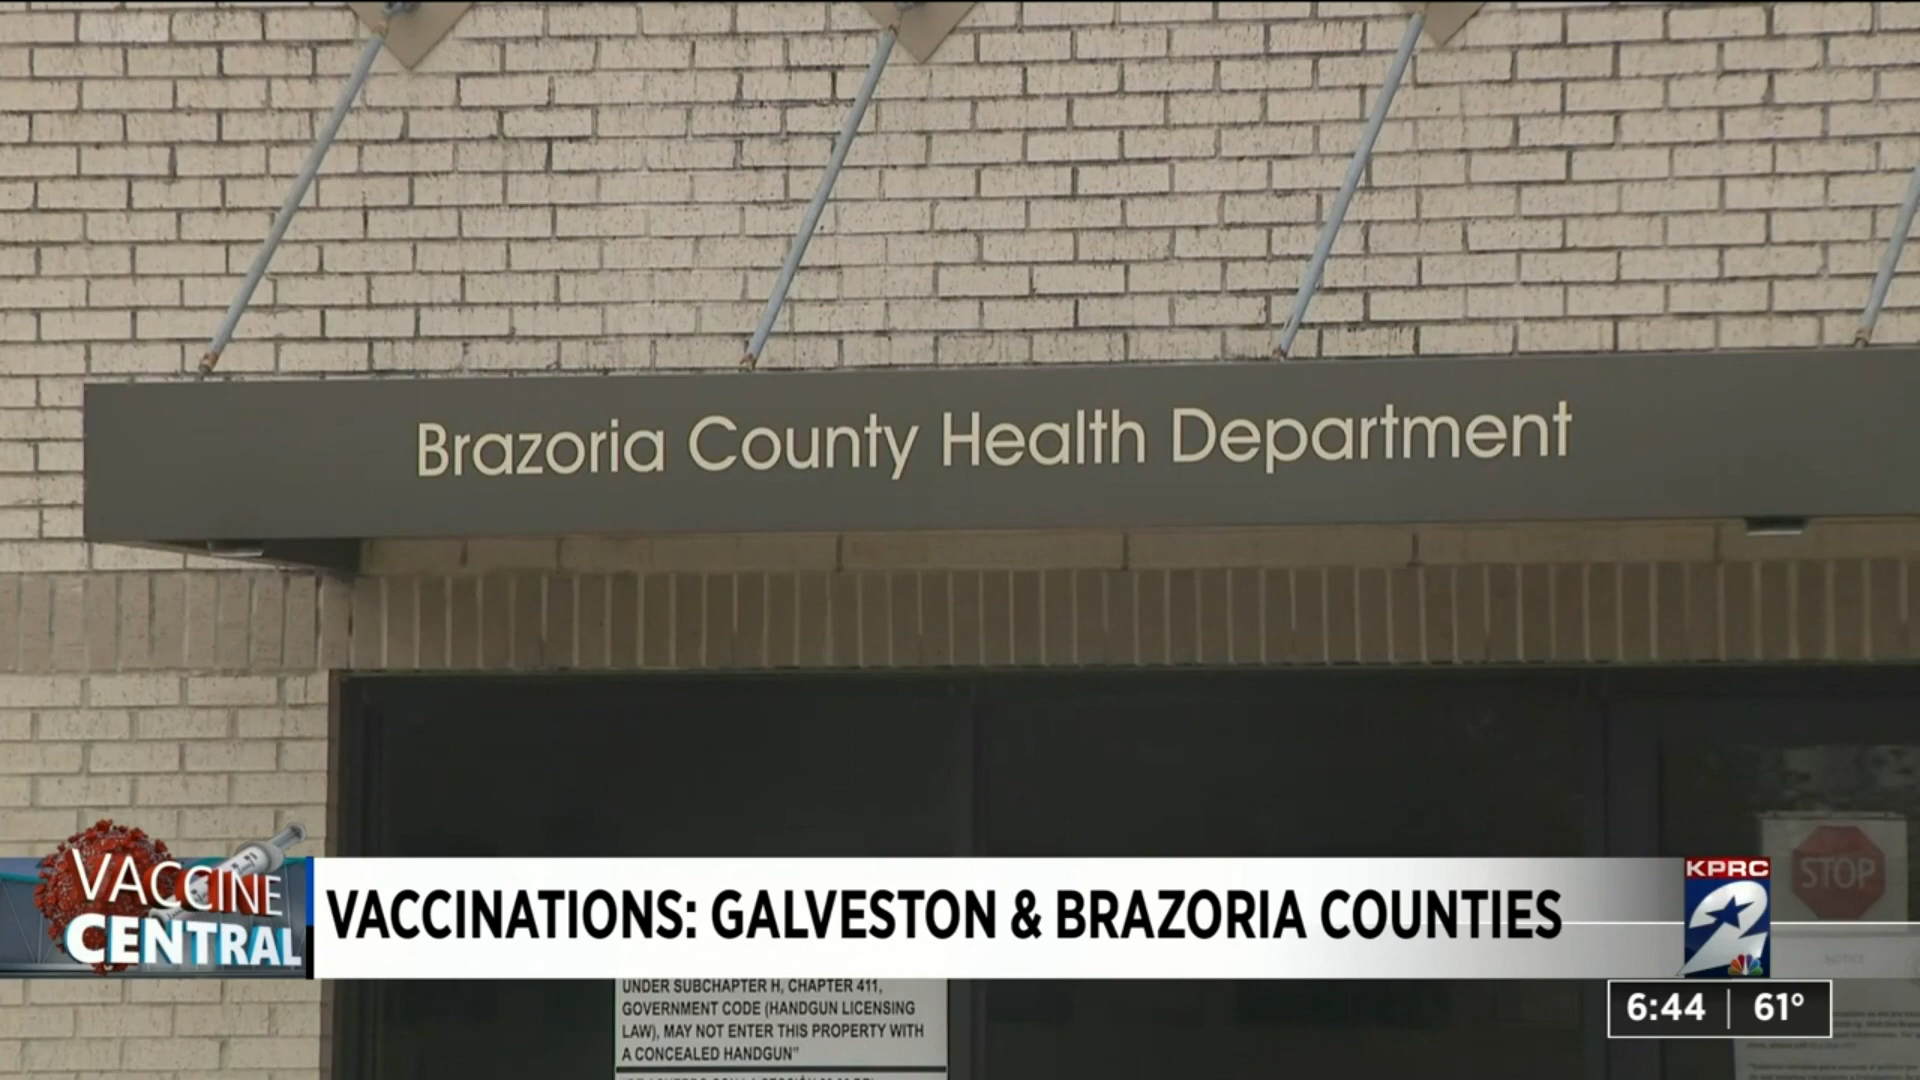 Brazoria County Health Department
VACCINE
CENTRAL
VACCINATIONS: GALVESTON & BRAZORIA COUNTIES
KPRC
2
STOP
NOTICE
UNDER SUBCHAPTER H, CHAPTER 411,
GOVERNMENT CODE (HANDGUN LICENSING
LAW), MAY NOT ENTER THIS PROPERTY WITH
A CONCEALED HANDGUN"
6:44 61°